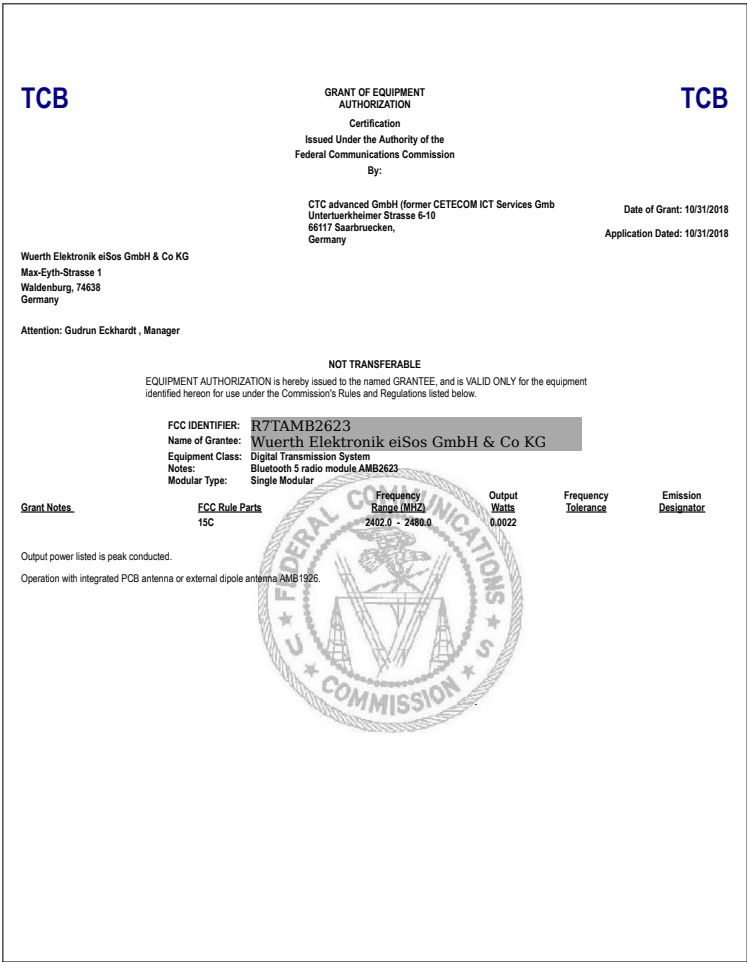 TCB
GRANT OF EQUIPMENT
AUTHORIZATION
TCB
Certification
Issued Under the Authority of the
Federal Communications Commission
By:
CTC advanced GmbH (former CETECOM ICT Services Gmb
Untertuerkheimer Strasse 6-10
66117 Saarbruecken,
Germany
Date of Grant: 10/31/2018
Application Dated: 10/31/2018
Wuerth Elektronik eiSos GmbH & Co KG
Max-Eyth-Strasse 1
Waldenburg, 74638
Germany
Attention: Gudrun Eckhardt , Manager
NOT TRANSFERABLE
EQUIPMENT AUTHORIZATION is hereby issued to the named GRANTEE, and is VALID ONLY for the equipment
identified hereon for use under the Commission's Rules and Regulations listed below.
FCC IDENTIFIER: R7TAMB2623
Name of Grantee: Wuerth Elektronik eiSos GmbH & Co KG
Equipment Class: Digital Transmission System
Notes: Bluetooth 5 radio module AMB2623
Modular Type: Single Modular
Grant Notes FCC Rule Parts Frequency Range (MHZ) Output Watts Frequency Tolerance Emission Designator
15C 2402.0 - 2480.0 0.0022
Output power listed is peak conducted.
Operation with integrated PCB antenna or external dipole antenna AMB1926.
FEDERAL COMMUNICATIONS COMMISSION
U S